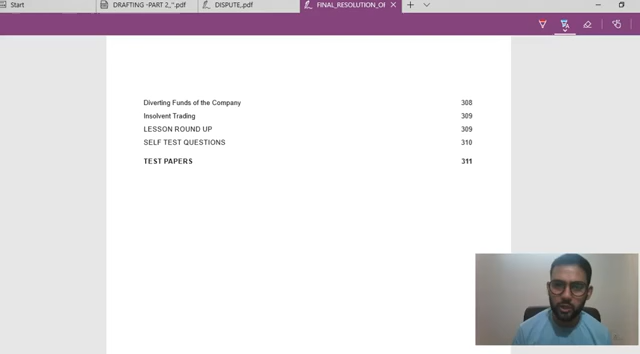 Start
DRAFTING -PART 2_".pdf
DISPUTE,.pdf
FINAL_RESOLUTION_OF
Diverting Funds of the Company 308
Insolvent Trading 309
LESSON ROUND UP 309
SELF TEST QUESTIONS 310
TEST PAPERS 311